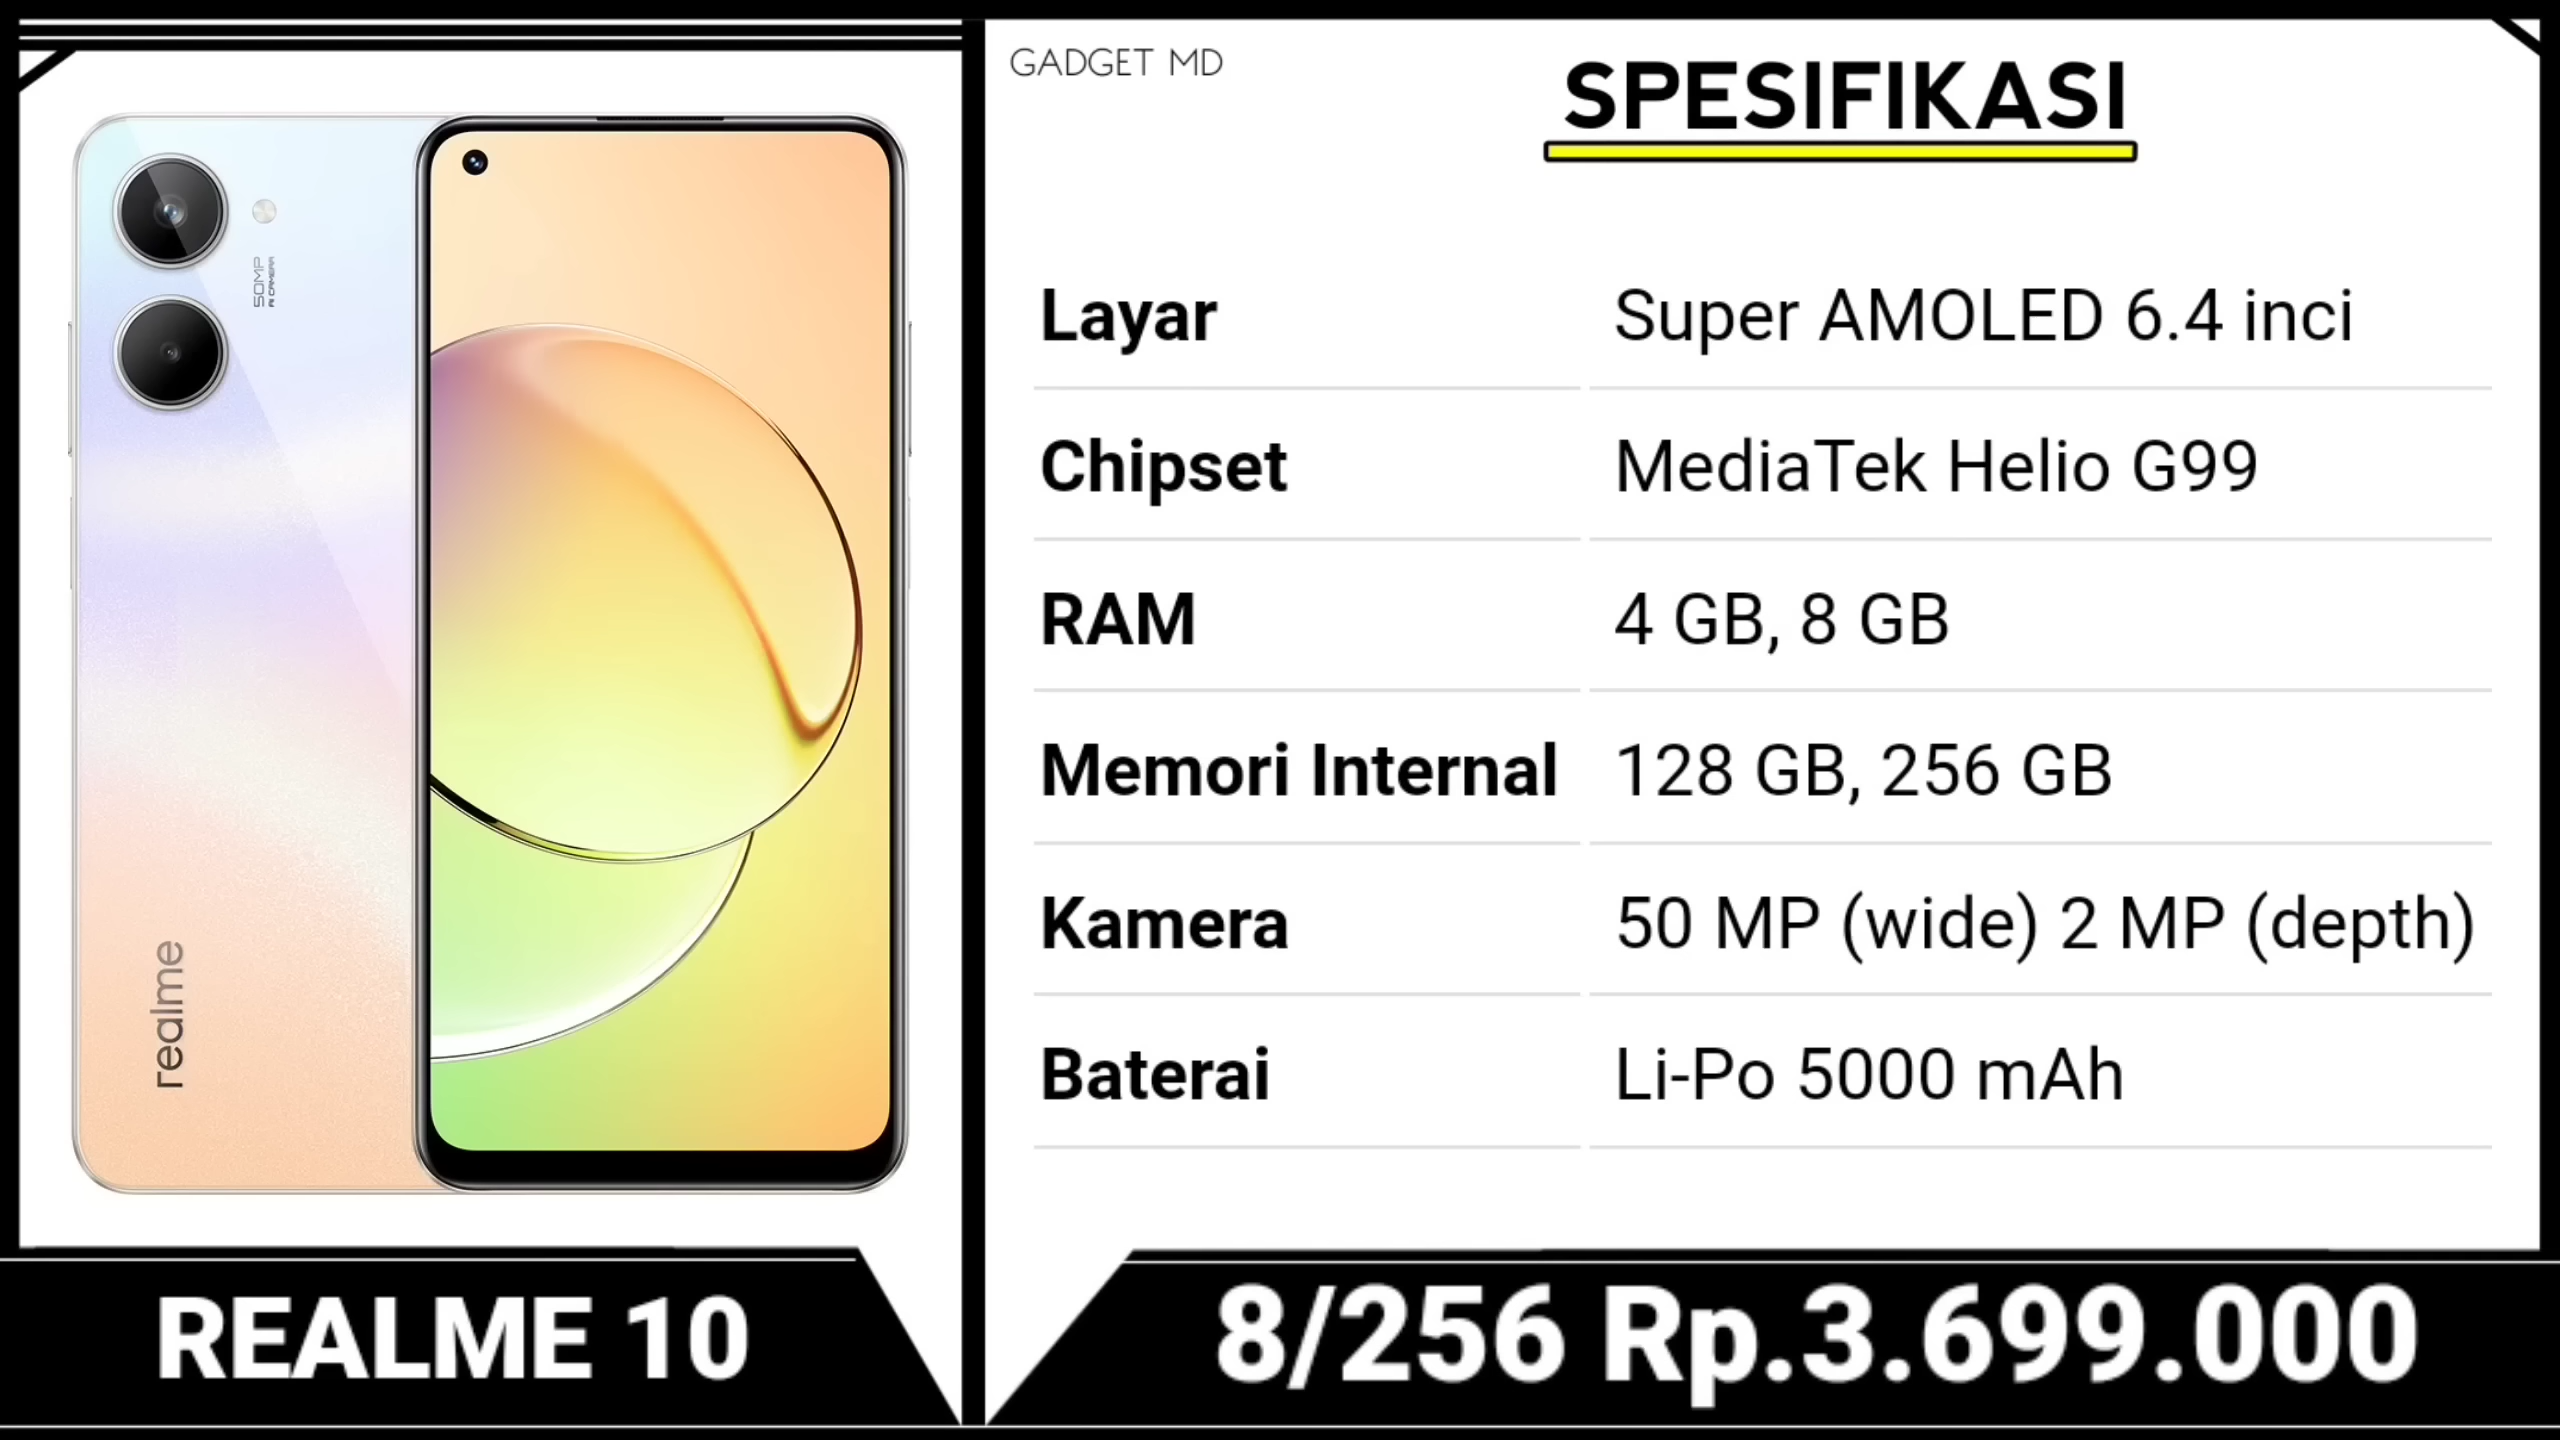 50MP
AI CAMERA
realme
REALME 10
GADGET MD
SPESIFIKASI
Layar Super AMOLED 6.4 inci
Chipset MediaTek Helio G99
RAM 4 GB, 8 GB
Memori Internal 128 GB, 256 GB
Kamera 50 MP (wide) 2 MP (depth)
Baterai Li-Po 5000 mAh
8/256 Rp.3.699.000